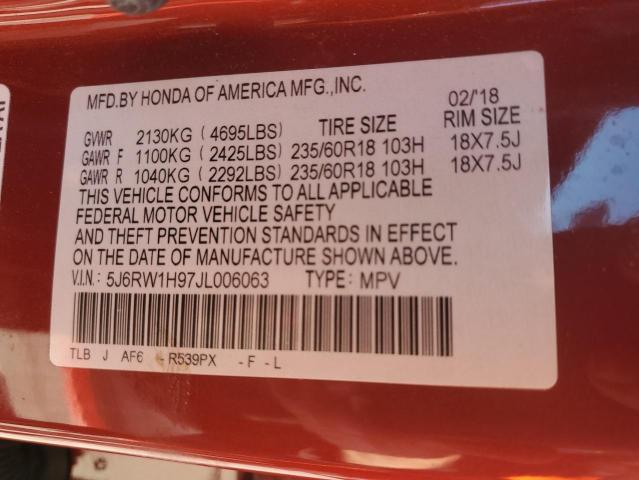 MFD.BY HONDA OF AMERICA MFG.,INC. 02/'18
GVWR 2130KG (4695LBS) TIRE SIZE RIM SIZE
GAWR F 1100KG (2425LBS) 235/60R18 103H 18X7.5J
GAWR R 1040KG (2292LBS) 235/60R18 103H 18X7.5J
THIS VEHICLE CONFORMS TO ALL APPLICABLE
FEDERAL MOTOR VEHICLE SAFETY
AND THEFT PREVENTION STANDARDS IN EFFECT
ON THE DATE OF MANUFACTURE SHOWN ABOVE.
V.I.N.: 5J6RW1H97JL006063 TYPE: MPV
TLB J AF6 R539PX -F-L